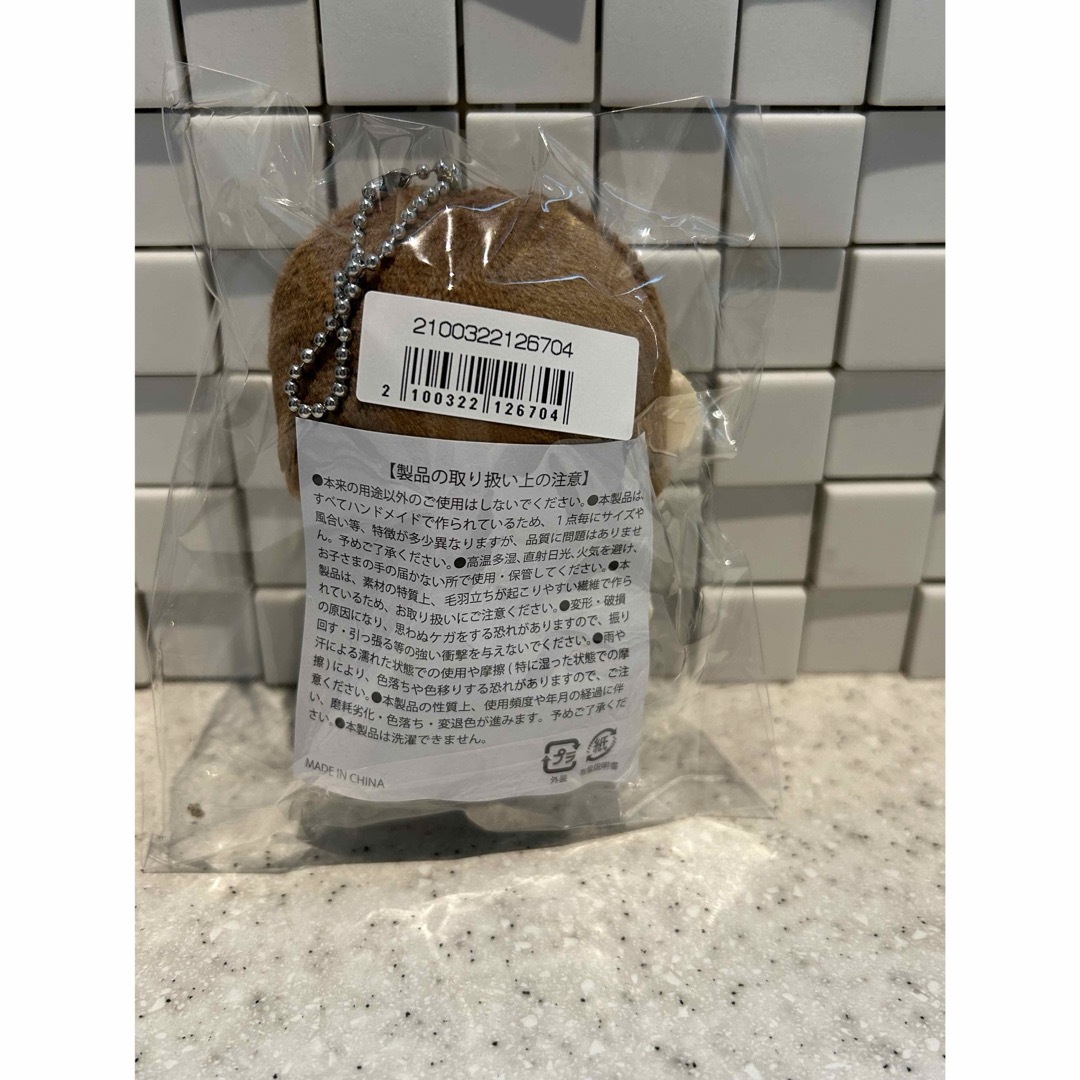 2100322126704
2 100322 126704
【製品の取り扱い上の注意】
●本来の用途以外のご使用はしないでください。●本製品は、
すべてハンドメイドで作られているため、1点毎にサイズや
風合い等、特徴が多少異なりますが、品質に問題はありませ
ん。予めご了承ください。●高温多湿、直射日光、火気を避け、
お子さまの手の届かない所で使用・保管してください。●本
製品は、素材の特質上、毛羽立ちが起こりやすい繊維で作ら
れているため、お取り扱いにご注意ください。●変形・破損
の原因になり、思わぬケガをする恐れがありますので、振り
回す・引っ張る等の強い衝撃を与えないでください。●雨や
汗による濡れた状態での使用や摩擦(特に湿った状態での摩
擦)により、色落ちや色移りする恐れがありますので、ご注
意ください。●本製品の性質上、使用頻度や年月の経過に伴
い、磨耗劣化・色落ち・変退色が進みます。予めご了承くだ
さい。●本製品は洗濯できません。
MADE IN CHINA
プラ
外装
紙